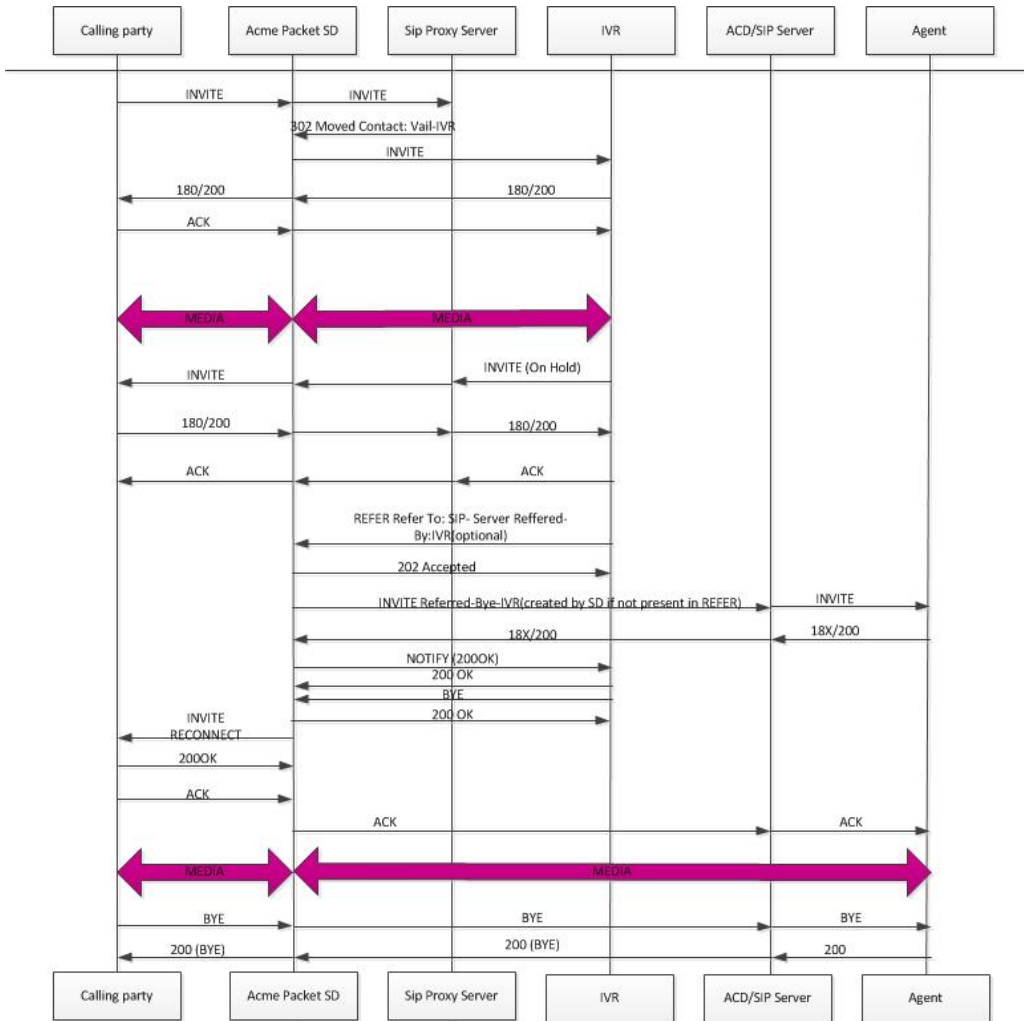 Calling party
Acme Packet SD
Sip Proxy Server
IVR
ACD/SIP Server
Agent
INVITE
INVITE
302 Moved Contact: Vail-IVR
INVITE
180/200
180/200
ACK
MEDIA
MEDIA
INVITE (On Hold)
INVITE
180/200
180/200
ACK
ACK
REFER Refer To: SIP- Server Reffered-
By:IVR(optional)
202 Accepted
INVITE Referred-Bye-IVR(created by SD if not present in REFER)
INVITE
18X/200
18X/200
NOTIFY (200OK)
200 OK
BYE
200 OK
INVITE
RECONNECT
200OK
ACK
ACK
ACK
MEDIA
MEDIA
BYE
BYE
BYE
200 (BYE)
200 (BYE)
200
Calling party
Acme Packet SD
Sip Proxy Server
IVR
ACD/SIP Server
Agent